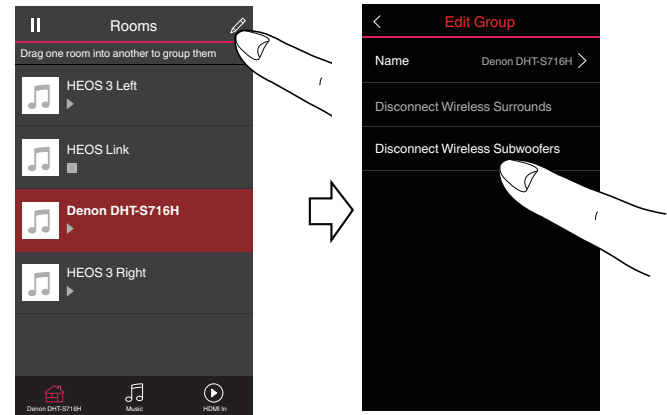 Rooms
Drag one room into another to group them
HEOS 3 Left
HEOS Link
Denon DHT-S716H
HEOS 3 Right
Denon DHT-S716H
Music
HDMI In
Edit Group
Name
Denon DHT-S716H
Disconnect Wireless Surrounds
Disconnect Wireless Subwoofers